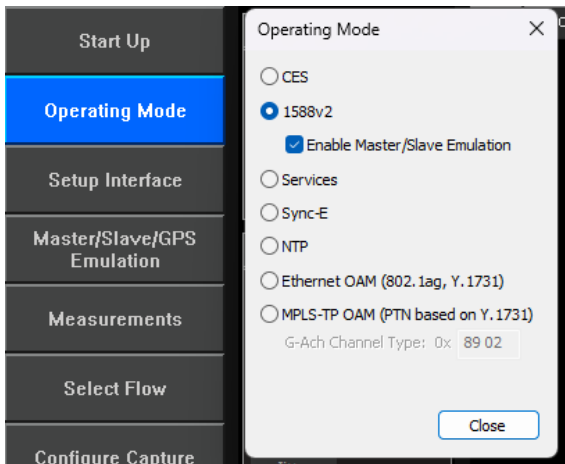 Start Up
Operating Mode
Setup Interface
Master/Slave/GPS
Emulation
Measurements
Select Flow
Configure Capture
Operating Mode
CES
1588v2
Enable Master/Slave Emulation
Services
Sync-E
NTP
Ethernet OAM (802.1ag, Y.1731)
MPLS-TP OAM (PTN based on Y.1731)
G-Ach Channel Type: 0x 89 02
Close